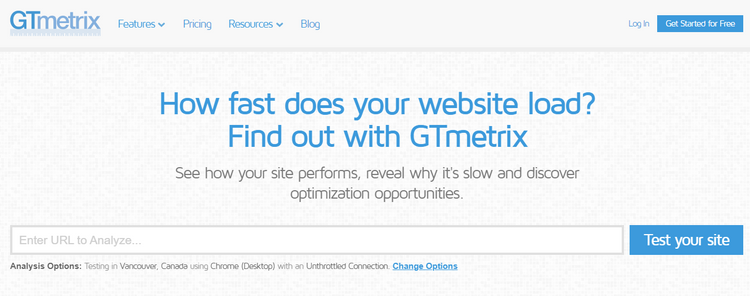 GTmetrix Features Pricing Resources Blog Log In Get Started for Free
How fast does your website load?
Find out with GTmetrix
See how your site performs, reveal why it's slow and discover
optimization opportunities.
Enter URL to Analyze... Test your site
Analysis Options: Testing in Vancouver, Canada using Chrome (Desktop) with an Unthrottled Connection. Change Options